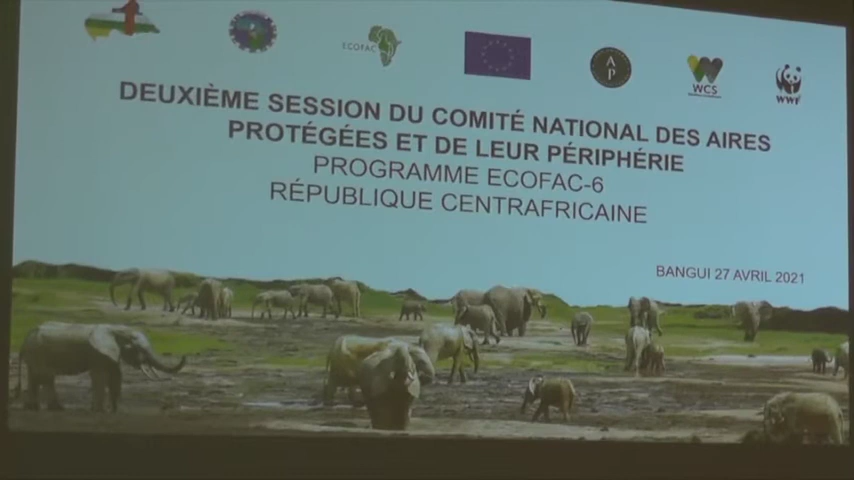 ECOFAC
AP
WCS
WWF
DEUXIÈME SESSION DU COMITÉ NATIONAL DES AIRES
PROTÉGÉES ET DE LEUR PÉRIPHÉRIE
PROGRAMME ECOFAC-6
RÉPUBLIQUE CENTRAFRICAINE
BANGUI 27 AVRIL 2021